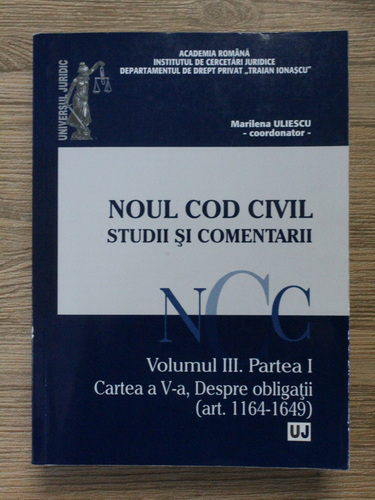 UNIVERSUL JURIDIC
ACADEMIA ROMÂNĂ
INSTITUTUL DE CERCETĂRI JURIDICE
DEPARTAMENTUL DE DREPT PRIVAT „TRAIAN IONAȘCU”
Marilena ULIESCU
- coordonator -
NOUL COD CIVIL
STUDII ȘI COMENTARII
NCC
Volumul III. Partea I
Cartea a V-a, Despre obligații
(art. 1164-1649)
UJ